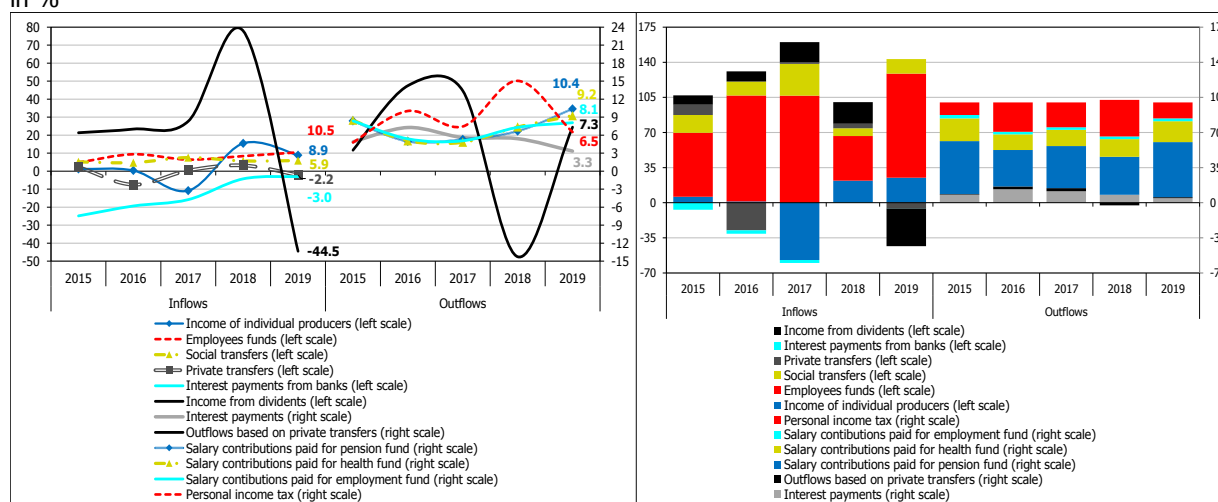 in %
80
70
60
50
40
30
20
10
0
-10
-20
-30
-40
-50
24
21
18
15
12
9
6
3
0
-3
-6
-9
-12
-15
10.5
8.9
5.9
-2.2
-3.0
-44.5
10.4
9.2
8.1
7.3
6.5
3.3
2015 2016 2017 2018 2019 2015 2016 2017 2018 2019
Inflows Outflows
Income of individual producers (left scale)
Employees funds (left scale)
Social transfers (left scale)
Private transfers (left scale)
Interest payments from banks (left scale)
Income from dividends (left scale)
Interest payments (right scale)
Outflows based on private transfers (right scale)
Salary contributions paid for pension fund (right scale)
Salary contributions paid for health fund (right scale)
Salary contibutions paid for employment fund (right scale)
Personal income tax (right scale)
175
140
105
70
35
0
-35
-70
2015 2016 2017 2018 2019 2015 2016 2017 2018 2019
Inflows Outflows
Income from dividends (left scale)
Interest payments from banks (left scale)
Private transfers (left scale)
Social transfers (left scale)
Employees funds (left scale)
Income of individual producers (left scale)
Personal income tax (right scale)
Salary contibutions paid for employment fund (right scale)
Salary contributions paid for health fund (right scale)
Salary contributions paid for pension fund (right scale)
Outflows based on private transfers (right scale)
Interest payments (right scale)